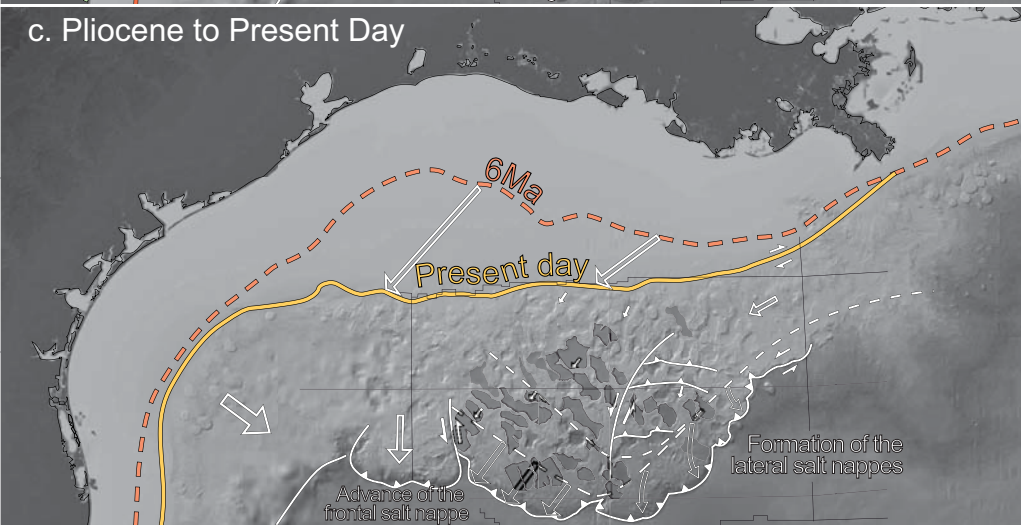 c. Pliocene to Present Day
6Ma
Present day
Formation of the
lateral salt nappes
Advance of the
frontal salt nappe